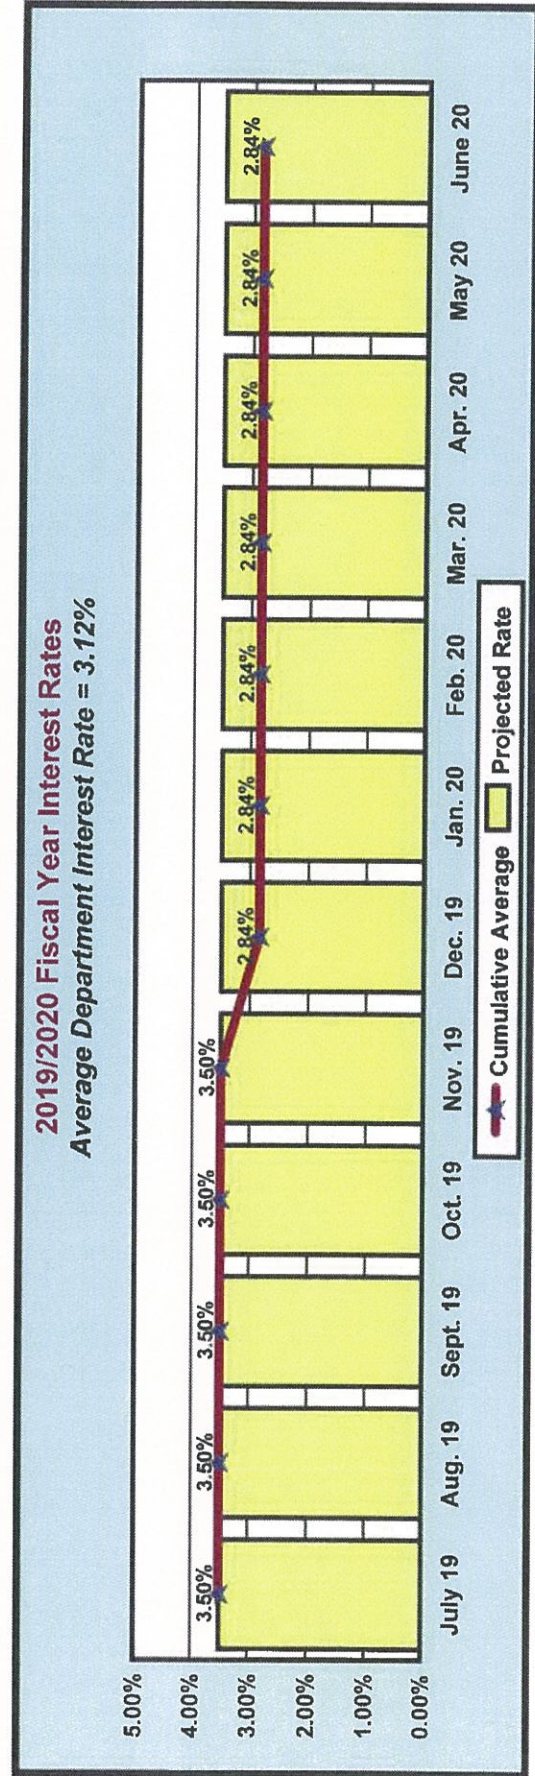 2019/2020 Fiscal Year Interest Rates
Average Department Interest Rate = 3.12%
5.00%
4.00%
3.00%
2.00%
1.00%
0.00%
3.50%
3.50%
3.50%
3.50%
3.50%
2.84%
2.84%
2.84%
2.84%
2.84%
2.84%
2.84%
July 19
Aug. 19
Sept. 19
Oct. 19
Nov. 19
Dec. 19
Jan. 20
Feb. 20
Mar. 20
Apr. 20
May 20
June 20
Cumulative Average
Projected Rate